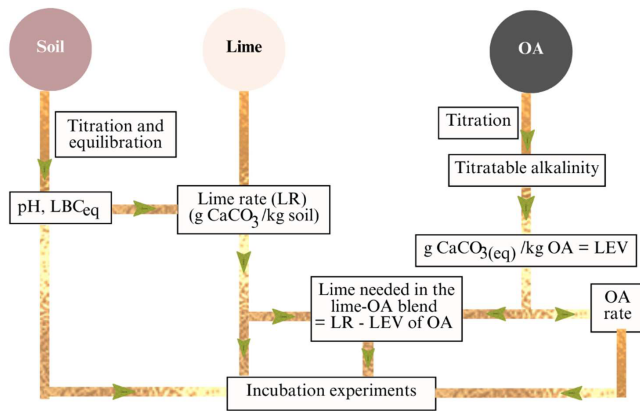 Soil
Lime
OA
Titration and
equilibration
Titration
Titratable alkalinity
pH, LBCeq
Lime rate (LR)
(g CaCO3/kg soil)
g CaCO3(eq) /kg OA = LEV
Lime needed in the
lime-OA blend
= LR - LEV of OA
OA
rate
Incubation experiments